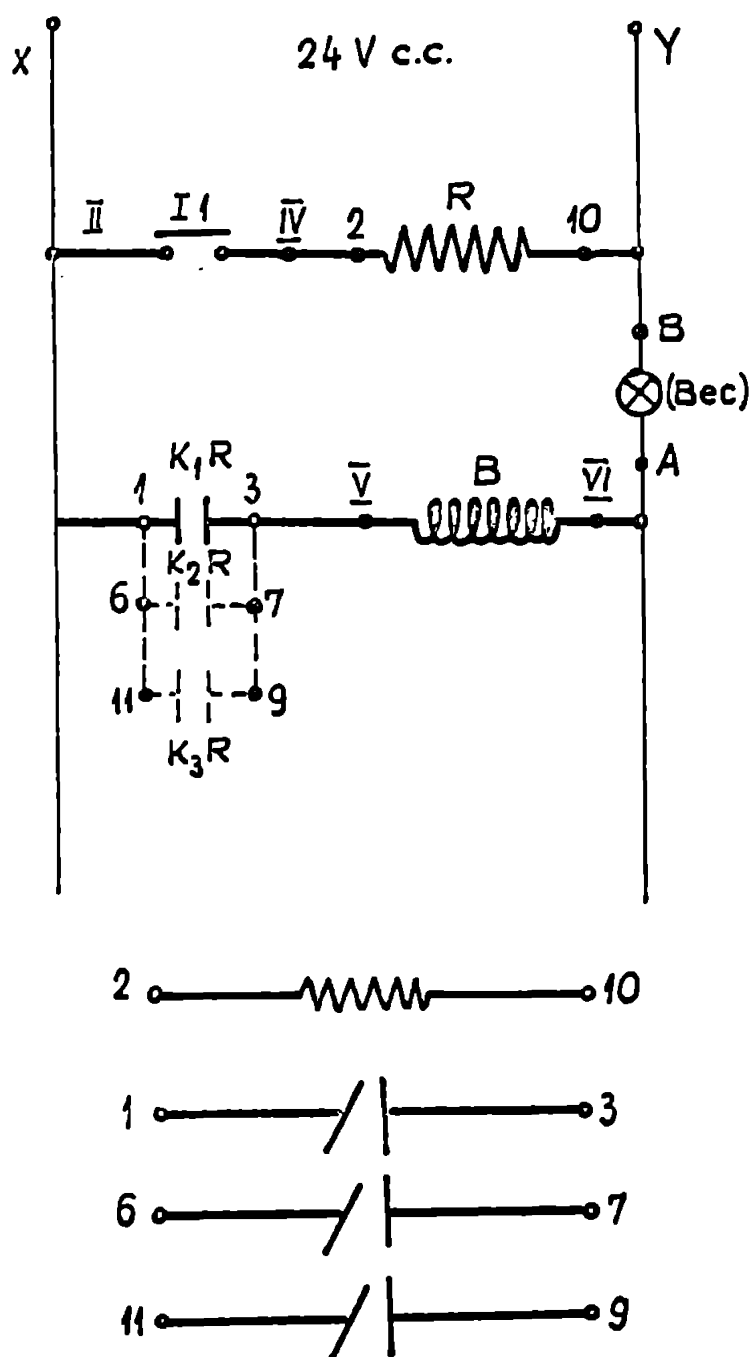 X 24 V c.c. Y
II I1 IV 2 R 10
B
(Bec)
A
K₁R
1 3 V B VI
K₂R
6 7
11 9
K₃R
2 10
1 3
6 7
11 9